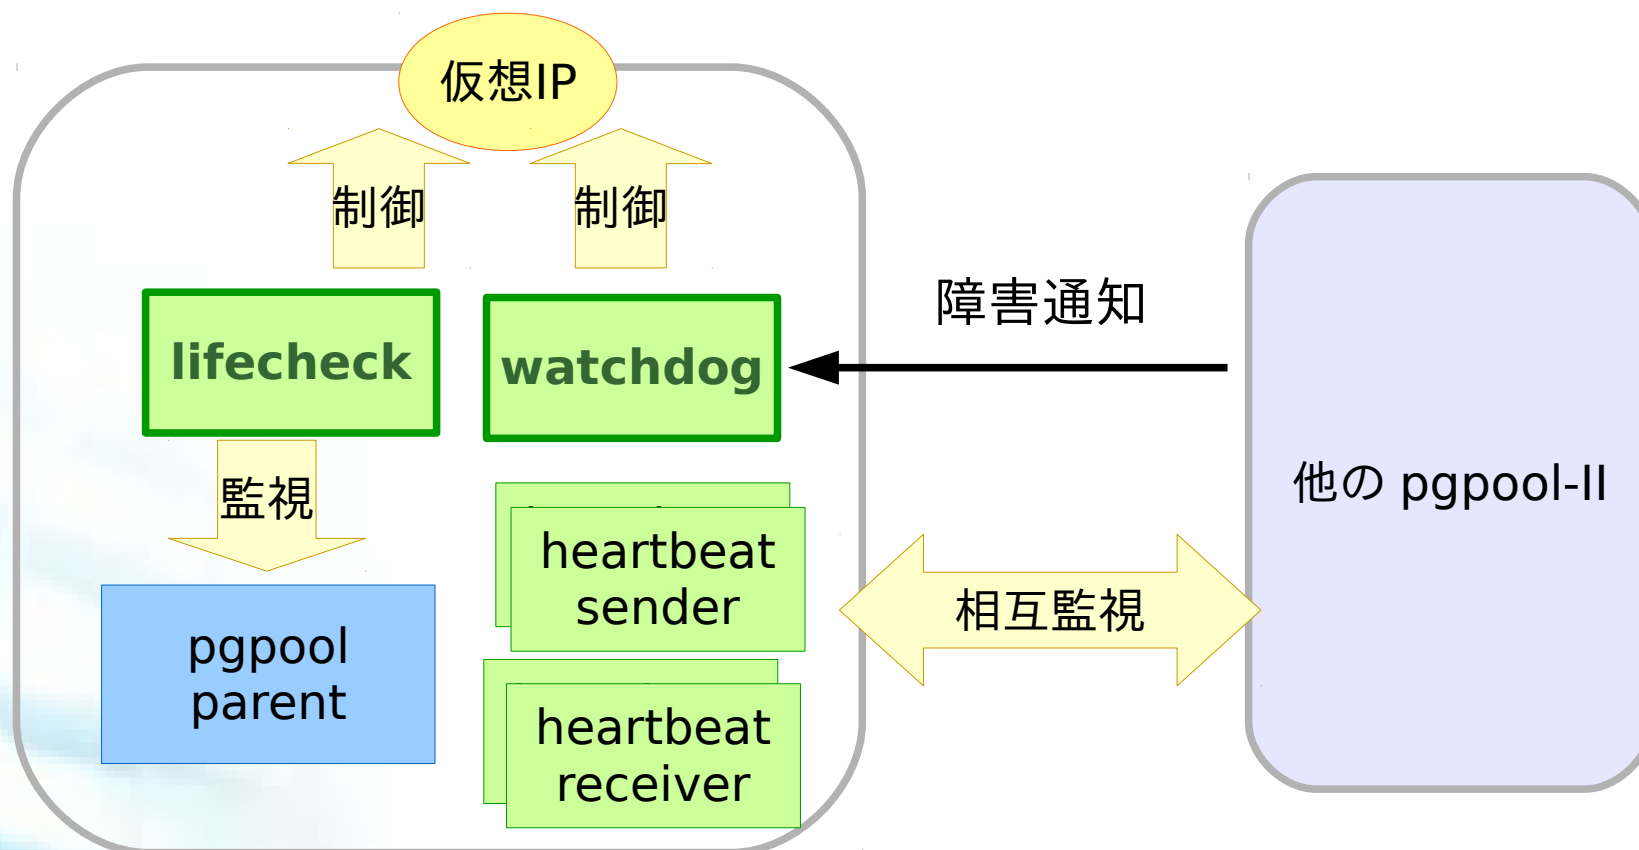 仮想IP
制御
制御
lifecheck
watchdog
障害通知
監視
他の pgpool-II
heartbeat
sender
相互監視
pgpool
parent
heartbeat
receiver